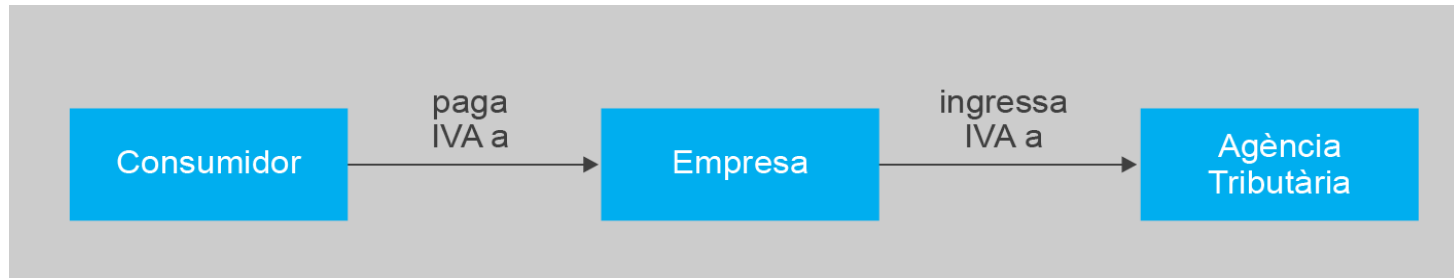 Consumidor
paga
IVA a
Empresa
ingressa
IVA a
Agència
Tributària